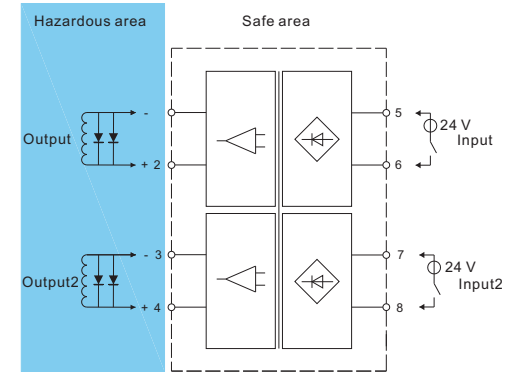 Hazardous area Safe area
- 5
Output 24 V
Input
+ 2 6
- 3 7
Output2 24 V
Input2
+ 4 8